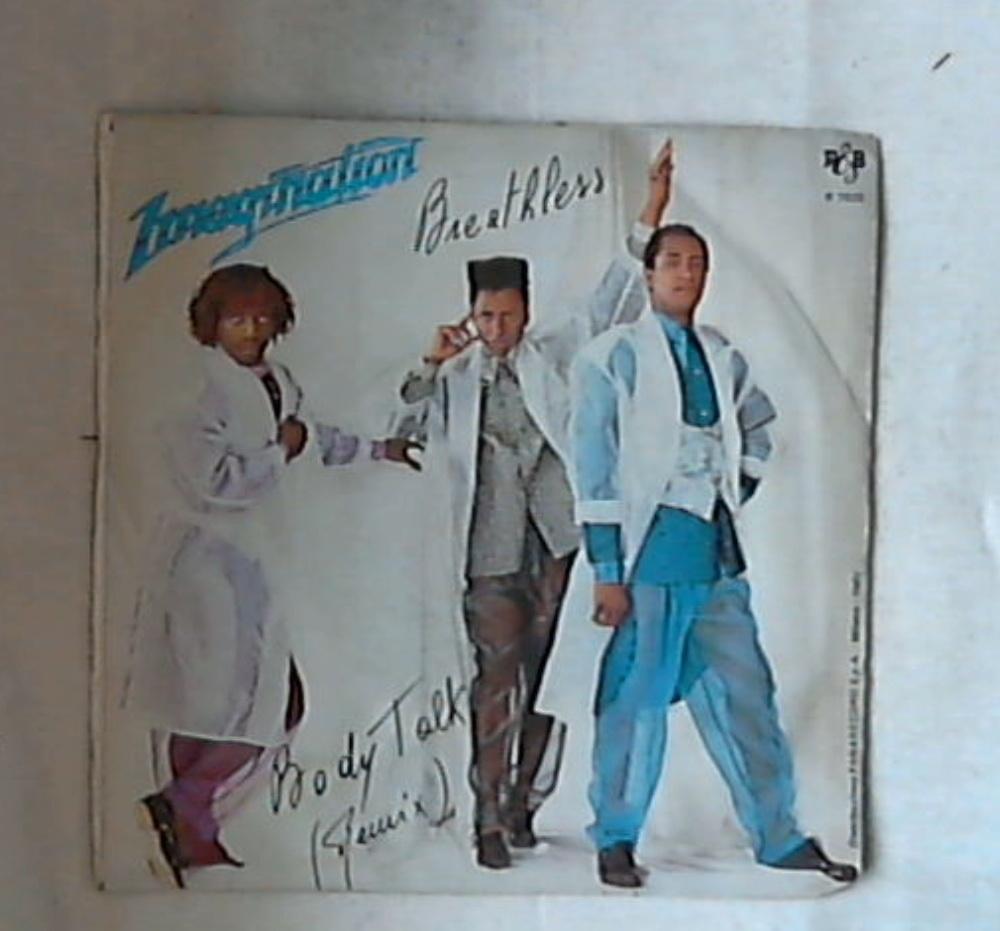 Imagination
Breathless
R&B
Body Talk
(Remix)